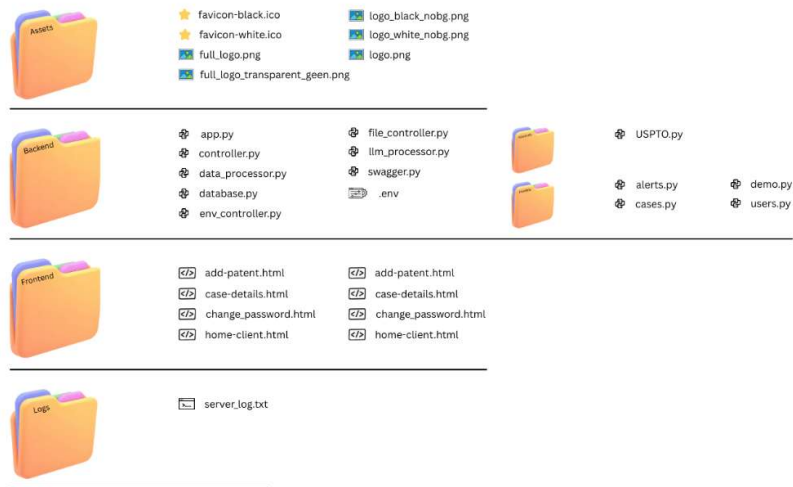 Assets
favicon-black.ico
favicon-white.ico
full_logo.png
full_logo_transparent_geen.png
logo_black_nobg.png
logo_white_nobg.png
logo.png
Backend
app.py
controller.py
data_processor.py
database.py
env_controller.py
file_controller.py
llm_processor.py
swagger.py
.env
USPTO.py
alerts.py
cases.py
demo.py
users.py
Frontend
add-patent.html
case-details.html
change_password.html
home-client.html
add-patent.html
case-details.html
change_password.html
home-client.html
Logs
server_log.txt